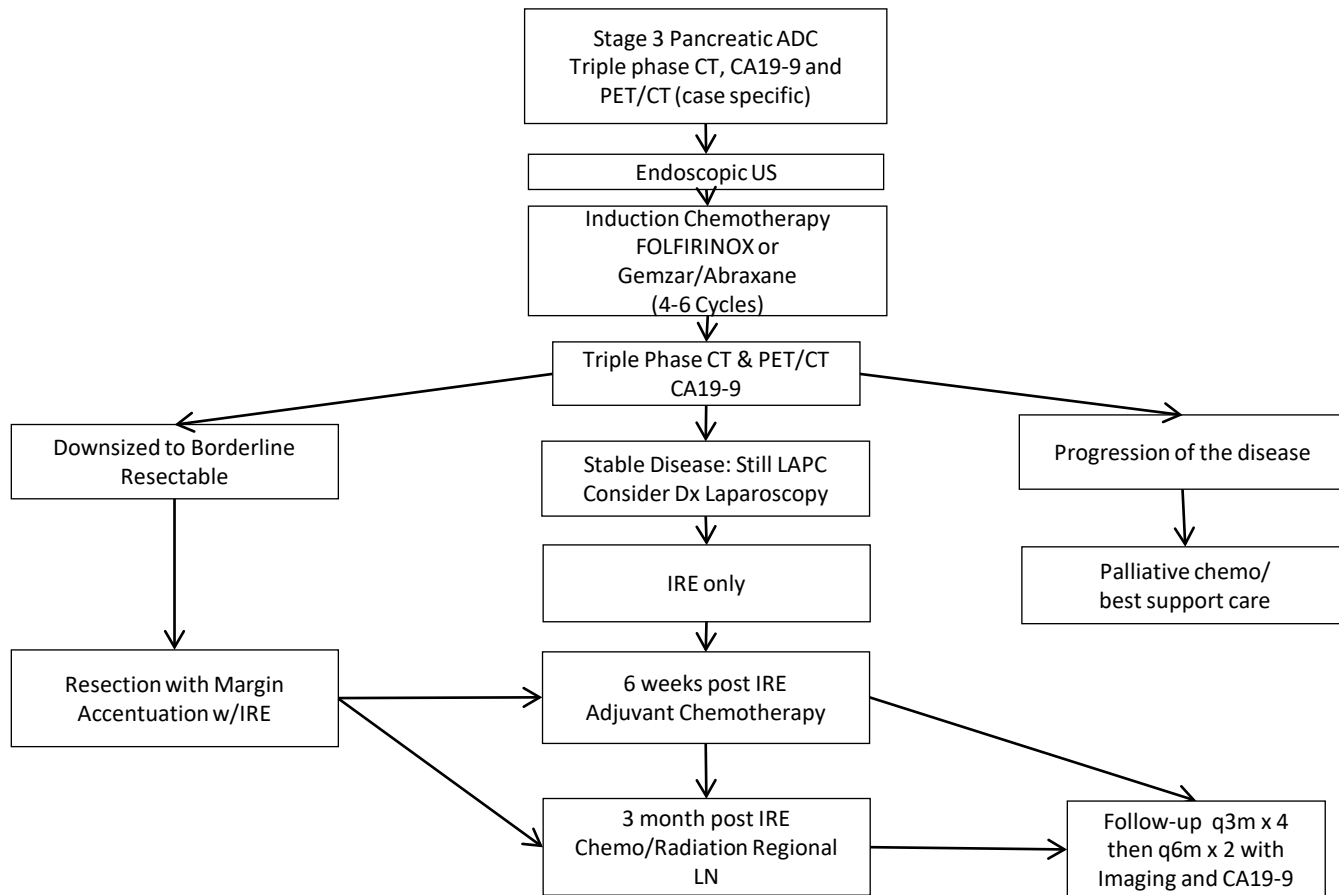 Stage 3 Pancreatic ADC
Triple phase CT, CA19-9 and
PET/CT (case specific)
Endoscopic US
Induction Chemotherapy
FOLFIRINOX or
Gemzar/Abraxane
(4-6 Cycles)
Triple Phase CT & PET/CT
CA19-9
Downsized to Borderline
Resectable
Stable Disease: Still LAPC
Consider Dx Laparoscopy
Progression of the disease
IRE only
Palliative chemo/
best support care
Resection with Margin
Accentuation w/IRE
6 weeks post IRE
Adjuvant Chemotherapy
3 month post IRE
Chemo/Radiation Regional
LN
Follow-up q3m x 4
then q6m x 2 with
Imaging and CA19-9